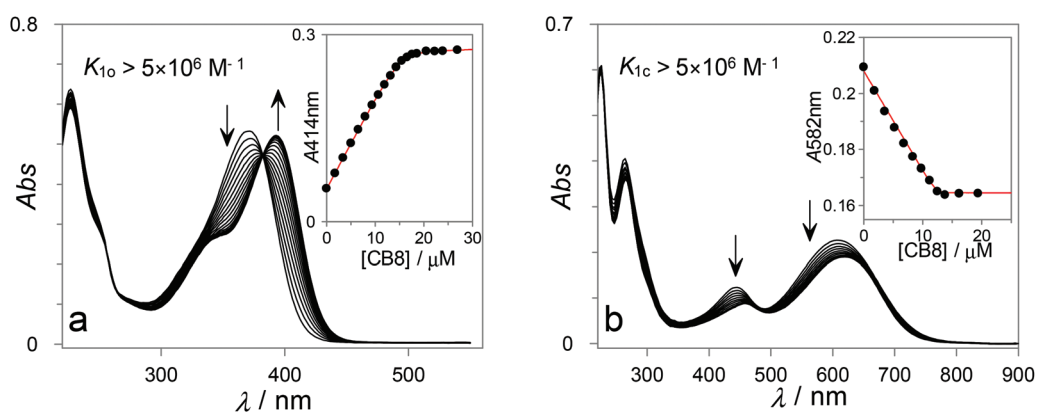 0.8
K1o > 5×10⁶ M⁻¹
Abs
0
a
300 400 500
λ / nm
0.3
A414nm
0
0 10 20 30
[CB8] / μM
0.7
K1c > 5×10⁶ M⁻¹
Abs
0
b
300 400 500 600 700 800 900
λ / nm
0.22
0.2
0.18
0.16
A582nm
0 10 20
[CB8] / μM